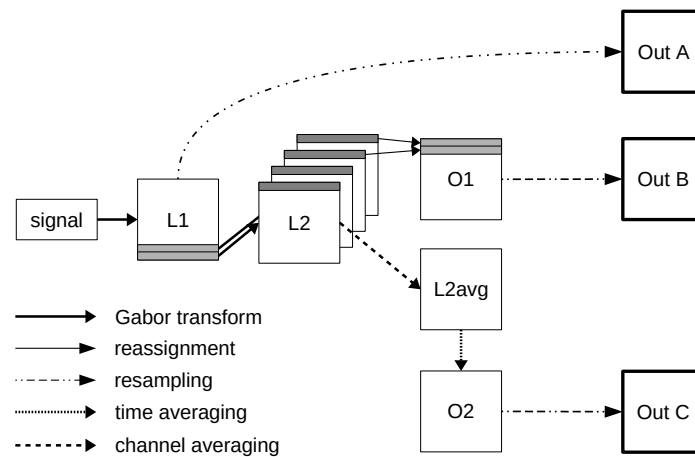 Out A
L1
L2
O1
Out B
signal
L2avg
Gabor transform
reassignment
resampling
time averaging
channel averaging
O2
Out C